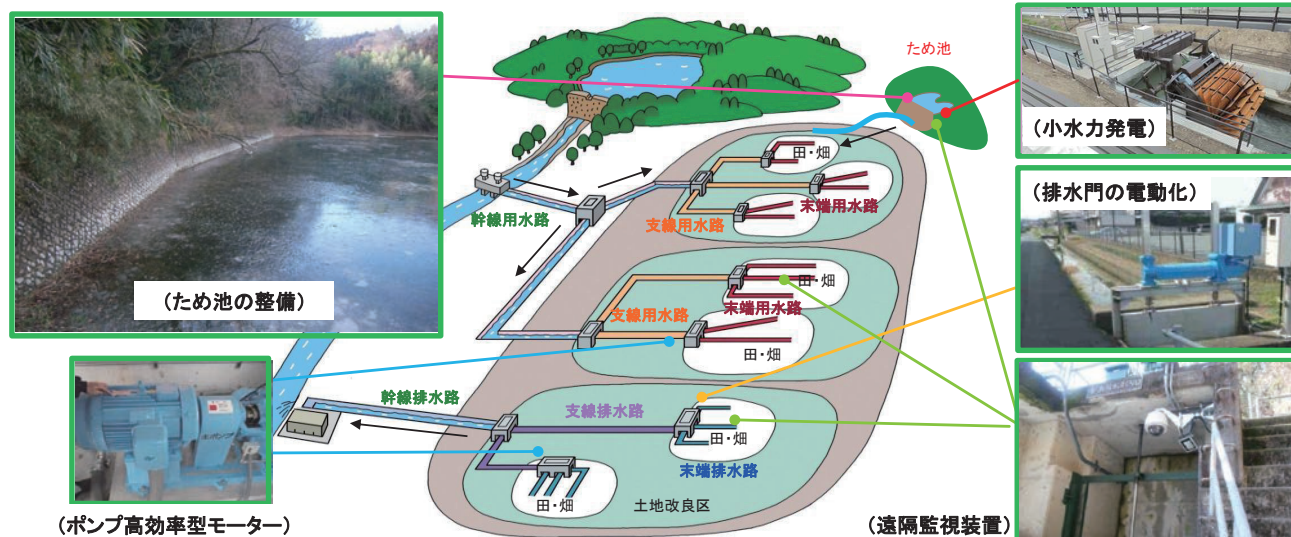 ため池
(小水力発電)
田・畑
(排水門の電動化)
幹線用水路
支線用水路
末端用水路
(ため池の整備)
支線用水路
末端用水路
田・畑
田・畑
幹線排水路
支線排水路
田・畑
末端排水路
田・畑
土地改良区
ポンプ
(ポンプ高効率型モーター)
(遠隔監視装置)